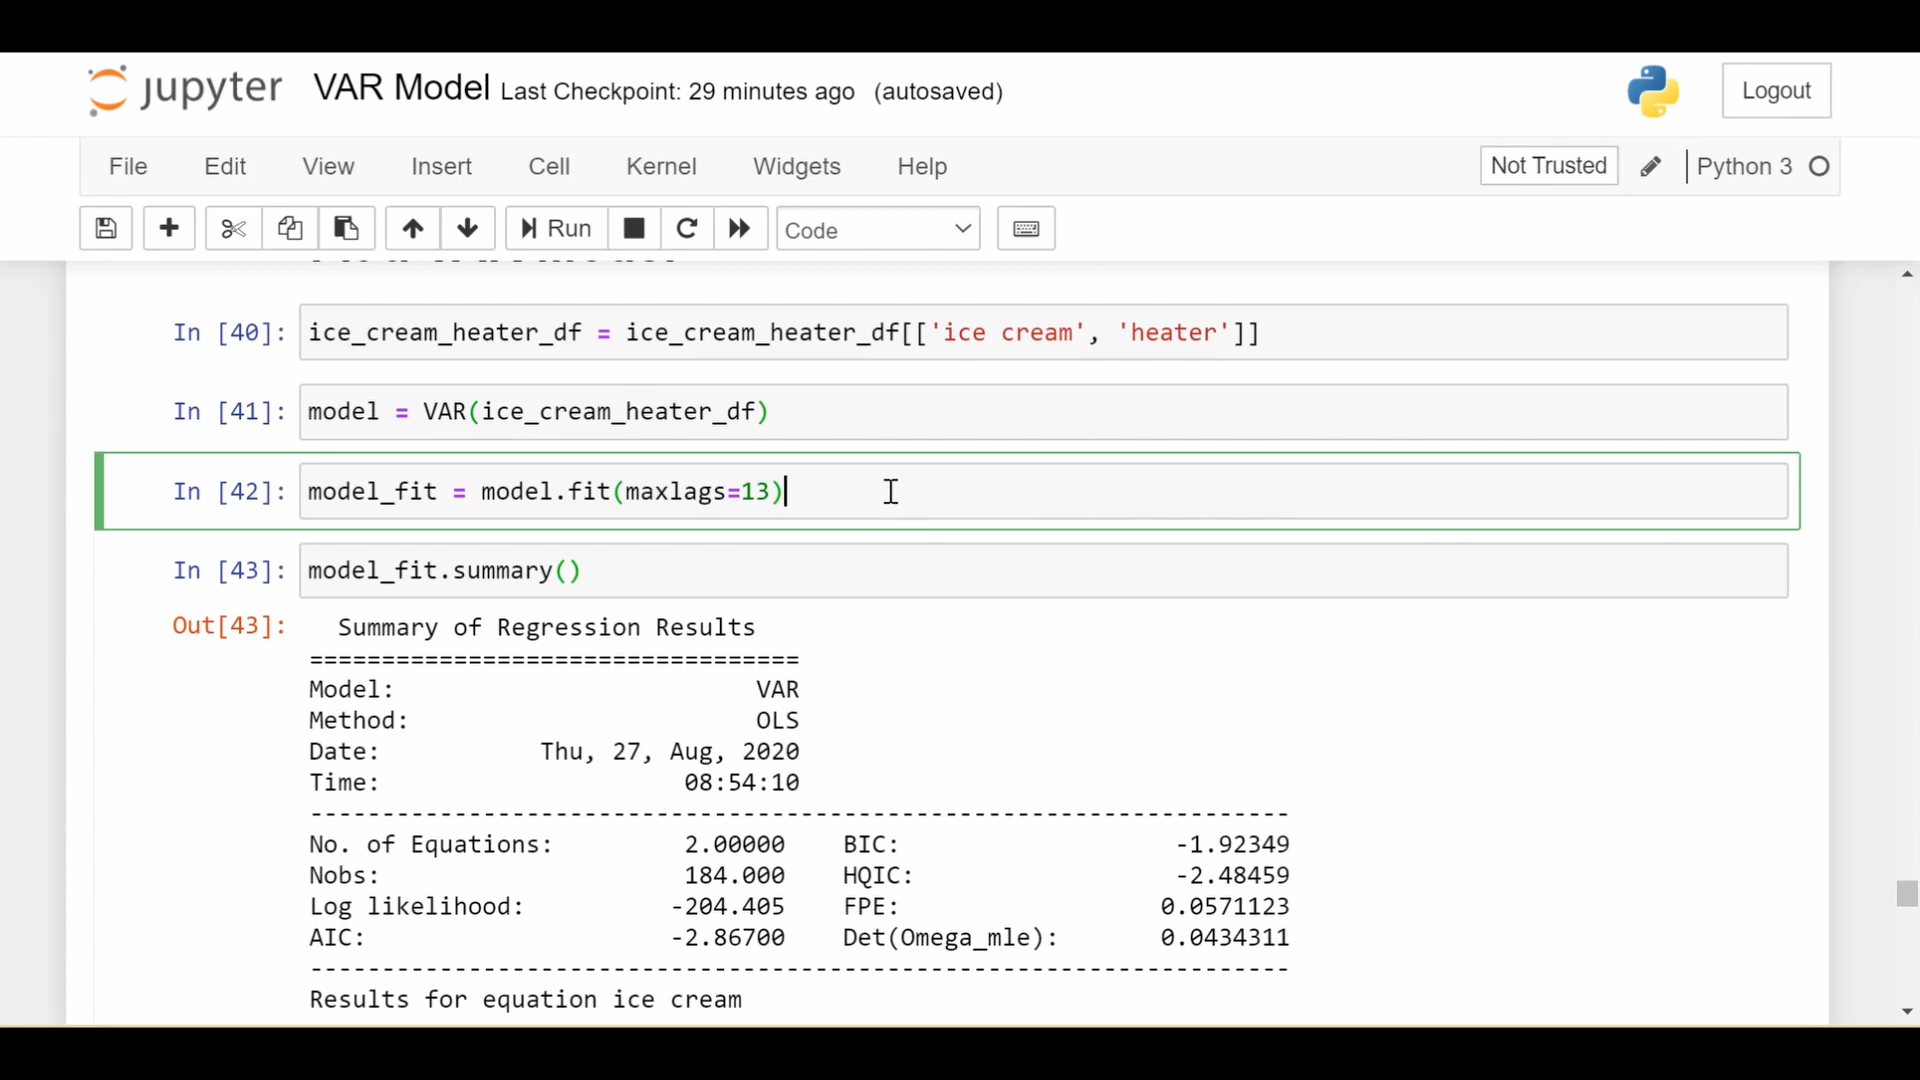 jupyter VAR Model Last Checkpoint: 29 minutes ago (autosaved) Logout
File Edit View Insert Cell Kernel Widgets Help Not Trusted Python 3
Run Code
In [40]: ice_cream_heater_df = ice_cream_heater_df[['ice cream', 'heater']]
In [41]: model = VAR(ice_cream_heater_df)
In [42]: model_fit = model.fit(maxlags=13)
In [43]: model_fit.summary()
Out[43]: Summary of Regression Results
==================================
Model: VAR
Method: OLS
Date: Thu, 27, Aug, 2020
Time: 08:54:10
--------------------------------------------------------------------
No. of Equations: 2.00000 BIC: -1.92349
Nobs: 184.000 HQIC: -2.48459
Log likelihood: -204.405 FPE: 0.0571123
AIC: -2.86700 Det(Omega_mle): 0.0434311
--------------------------------------------------------------------
Results for equation ice cream